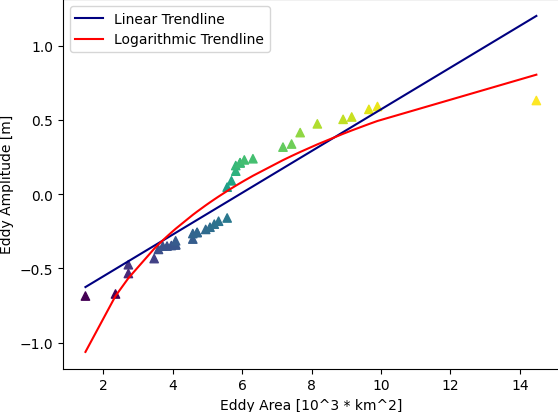 Linear Trendline
Logarithmic Trendline
1.0
0.5
0.0
−0.5
−1.0
Eddy Amplitude [m]
2 4 6 8 10 12 14
Eddy Area [10^3 * km^2]